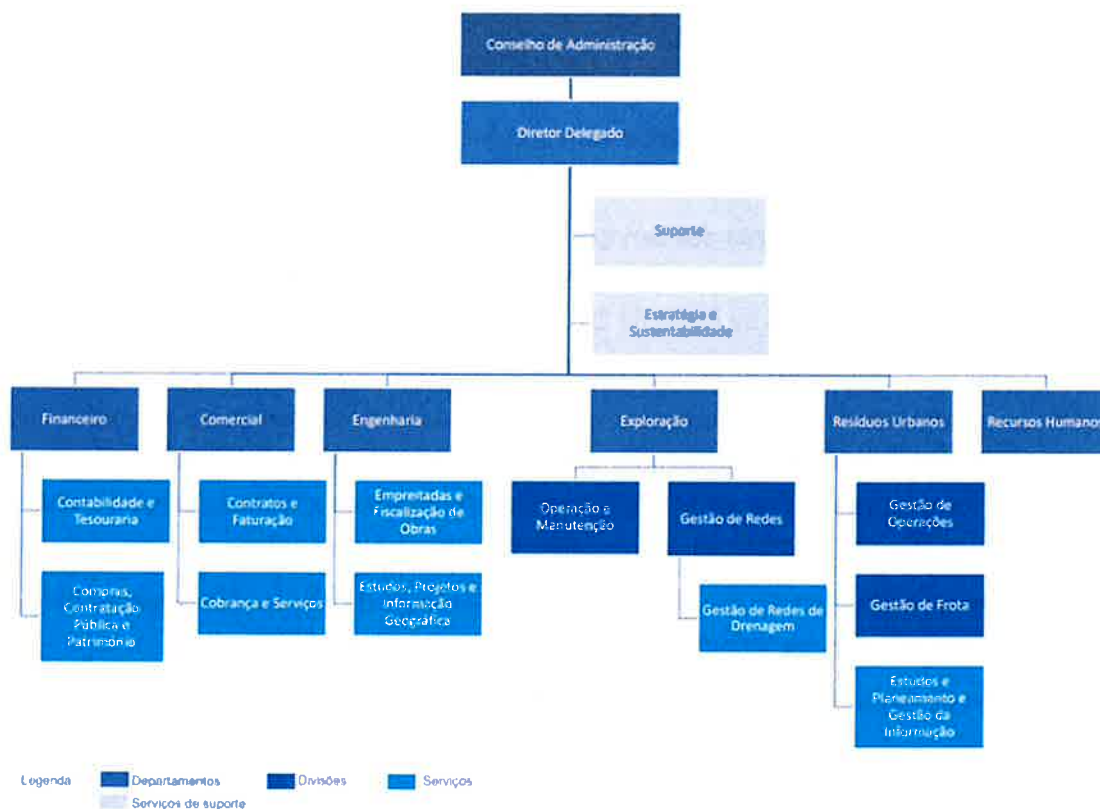 Conselho de Administração
Diretor Delegado
Suporte
Estratégia e
Sustentabilidade
Financeiro
Comercial
Engenharia
Exploração
Resíduos Urbanos
Recursos Humanos
Contabilidade e
Tesouraria
Contratos e
Faturação
Empreitadas e
Fiscalização de
Obras
Operação e
Manutenção
Gestão de Redes
Gestão de
Operações
Compras,
Contratação
Pública e
Património
Cobrança e Serviços
Estudos, Projetos e
Informação
Geográfica
Gestão de Redes de
Drenagem
Gestão de Frota
Estudos e
Planeamento e
Gestão da
Informação
Legenda
Departamentos
Divisões
Serviços
Serviços de suporte